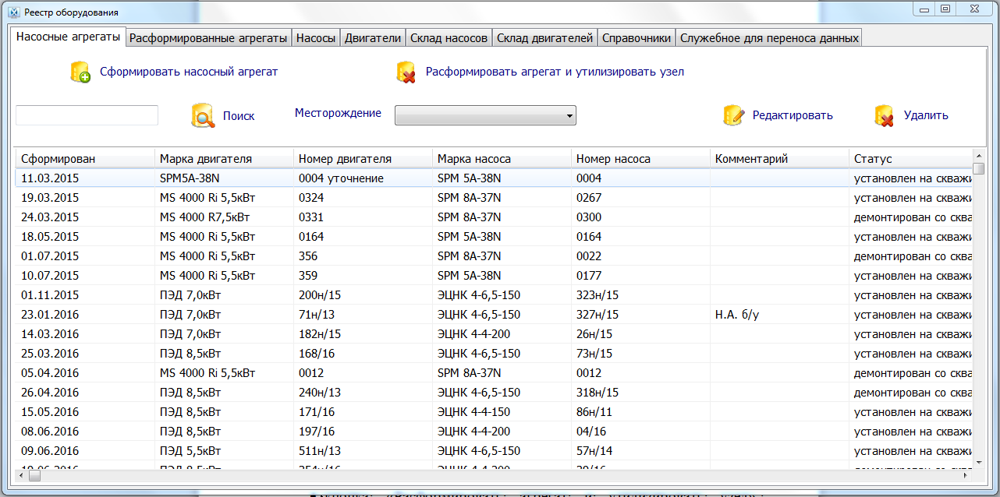 Реестр оборудования
Насосные агрегаты Расформированные агрегаты Насосы Двигатели Склад насосов Склад двигателей Справочники Служебное для переноса данных
Сформировать насосный агрегат Расформировать агрегат и утилизировать узел
Поиск Месторождение Редактировать Удалить
Сформирован Марка двигателя Номер двигателя Марка насоса Номер насоса Комментарий Статус
11.03.2015 SPM5A-38N 0004 уточнение SPM 5A-38N 0004 установлен на скважи
19.03.2015 MS 4000 Ri 5,5кВт 0324 SPM 8A-37N 0267 установлен на скважи
24.03.2015 MS 4000 R7,5кВт 0331 SPM 8A-37N 0300 демонтирован со сква
18.05.2015 MS 4000 Ri 5,5кВт 0164 SPM 5A-38N 0164 установлен на скважи
01.07.2015 MS 4000 Ri 5,5кВт 356 SPM 8A-37N 0022 демонтирован со сква
10.07.2015 MS 4000 Ri 5,5кВт 359 SPM 5A-38N 0177 установлен на скважи
01.11.2015 ПЭД 7,0кВт 200н/15 ЭЦНК 4-6,5-150 323н/15 установлен на скважи
23.01.2016 ПЭД 7,0кВт 71н/13 ЭЦНК 4-6,5-150 327н/15 Н.А. б/у установлен на скважи
14.03.2016 ПЭД 7,0кВт 182н/15 ЭЦНК 4-4-200 26н/15 установлен на скважи
25.03.2016 ПЭД 8,5кВт 168/16 ЭЦНК 4-6,5-150 73н/15 установлен на скважи
05.04.2016 MS 4000 Ri 5,5кВт 0012 SPM 8A-37N 0012 демонтирован со сква
26.04.2016 ПЭД 8,5кВт 240н/13 ЭЦНК 4-6,5-150 318н/15 демонтирован со сква
15.05.2016 ПЭД 8,5кВт 171/16 ЭЦНК 4-4-150 86н/11 установлен на скважи
08.06.2016 ПЭД 8,5кВт 197/16 ЭЦНК 4-4-200 04/16 установлен на скважи
09.06.2016 ПЭД 5,5кВт 511н/13 ЭЦНК 4-6,5-150 57н/14 установлен на скважи